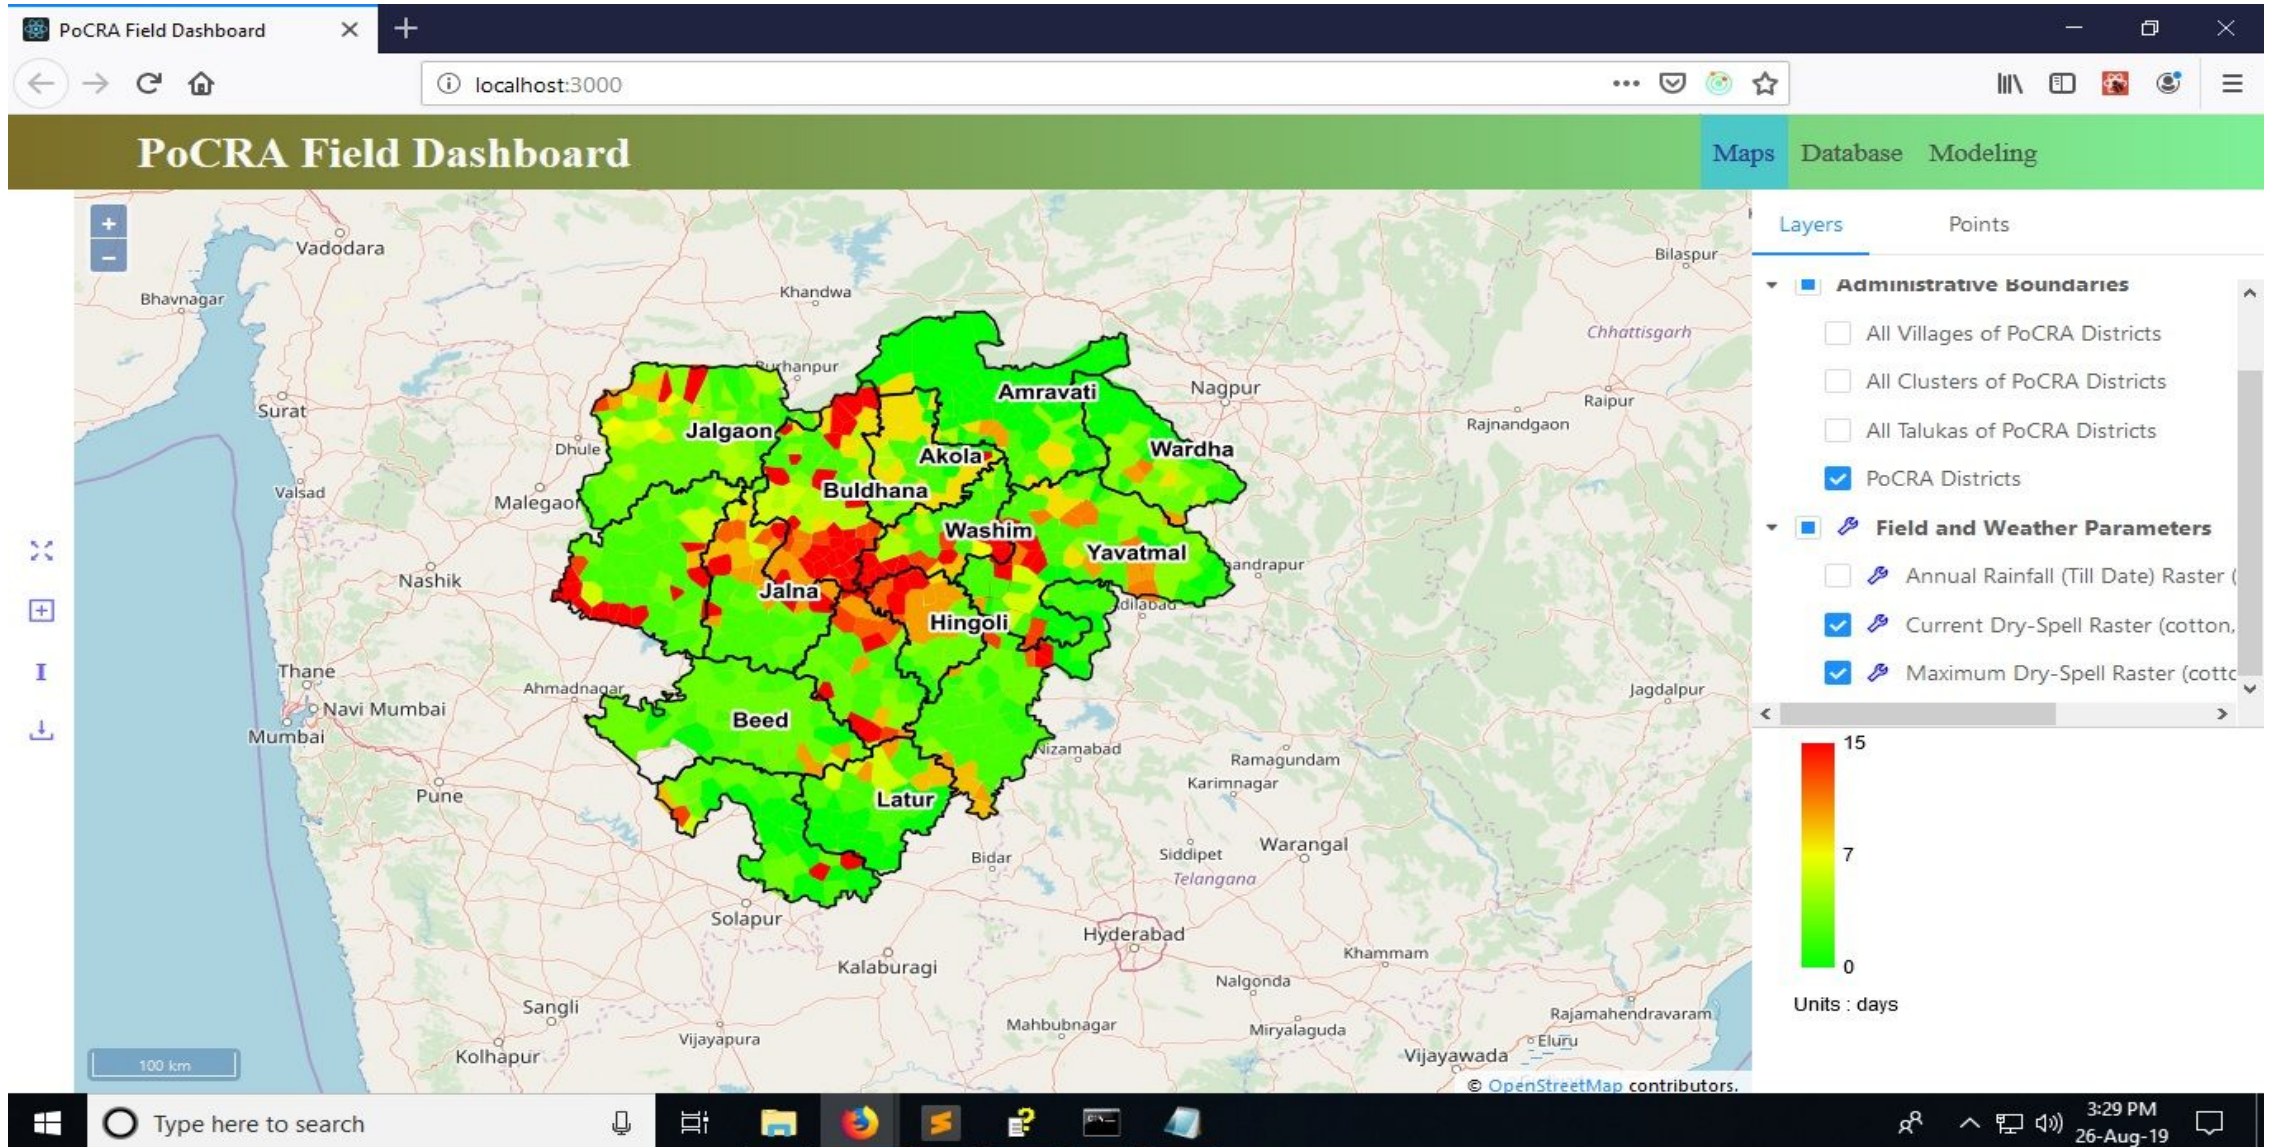 PoCRA Field Dashboard
localhost:3000
PoCRA Field Dashboard
Maps Database Modeling
Layers Points
Administrative Boundaries
All Villages of PoCRA Districts
All Clusters of PoCRA Districts
All Talukas of PoCRA Districts
PoCRA Districts
Field and Weather Parameters
Annual Rainfall (Till Date) Raster (
Current Dry-Spell Raster (cotton,
Maximum Dry-Spell Raster (cottc
15
7
0
Units : days
+
−
Vadodara
Bhavnagar
Khandwa
Bilaspur
Chhattisgarh
Burhanpur
Amravati
Nagpur
Raipur
Surat
Rajnandgaon
Jalgaon
Dhule
Akola
Wardha
Valsad
Malegaon
Buldhana
Washim
Yavatmal
Nashik
andrapur
Jalna
dilabad
Hingoli
Thane
Ahmadnagar
Jagdalpur
Navi Mumbai
Mumbai
Beed
Nizamabad
Ramagundam
Karimnagar
Pune
Latur
Bidar
Siddipet
Warangal
Telangana
Solapur
Hyderabad
Kalaburagi
Khammam
Nalgonda
Sangli
Mahbubnagar
Miryalaguda
Rajamahendravaram
Vijayapura
Eluru
Kolhapur
Vijayawada
100 km
© OpenStreetMap contributors.
Type here to search
3:29 PM
26-Aug-19